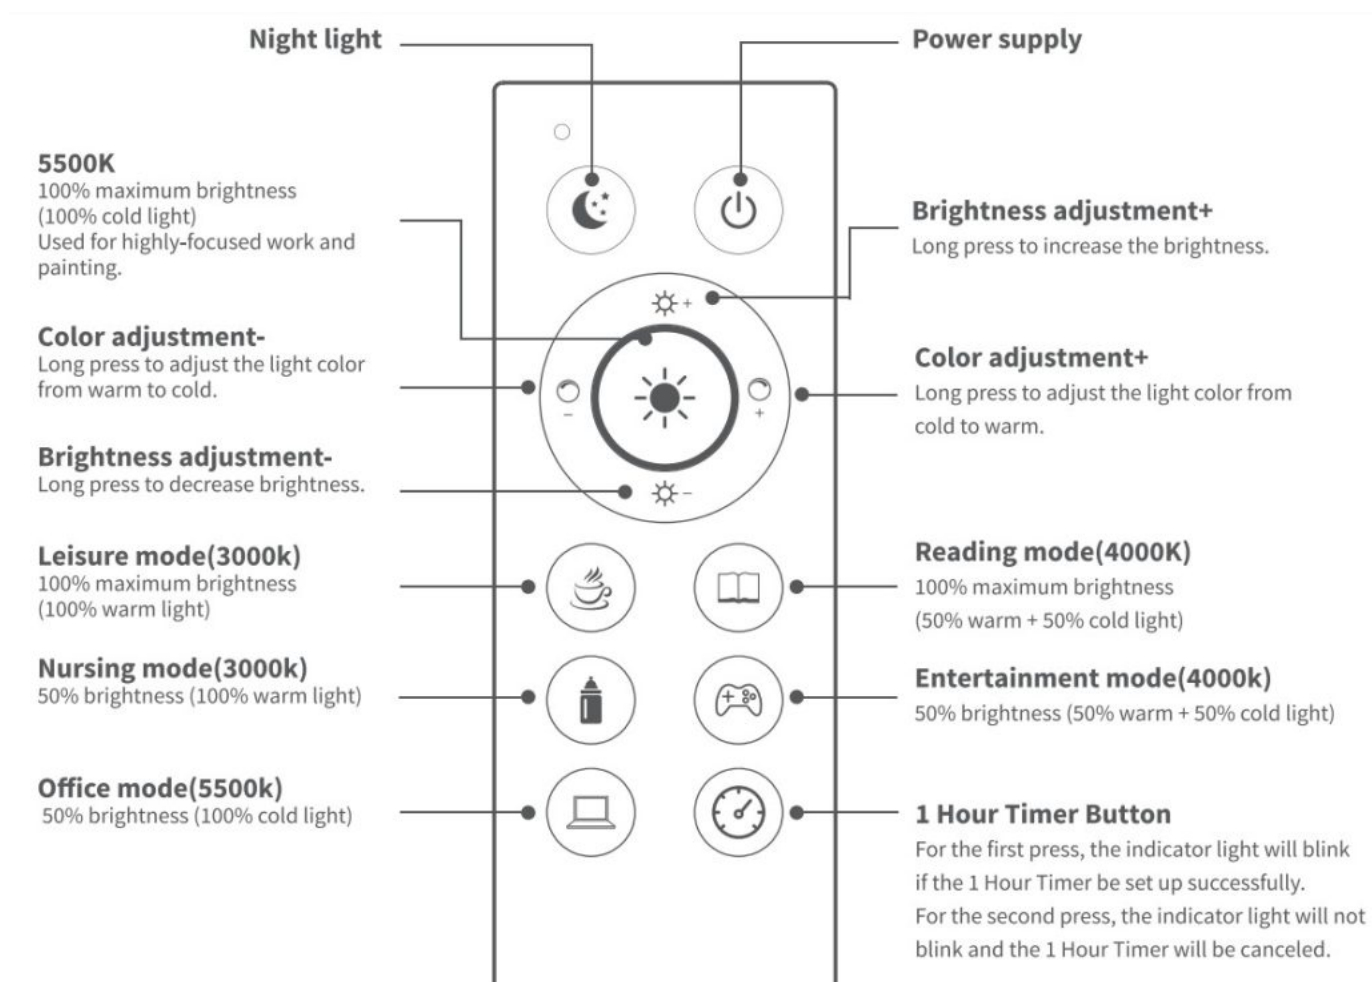 Night light
Power supply
5500K
100% maximum brightness
(100% cold light)
Used for highly-focused work and
painting.
Brightness adjustment+
Long press to increase the brightness.
Color adjustment-
Long press to adjust the light color
from warm to cold.
Color adjustment+
Long press to adjust the light color from
cold to warm.
Brightness adjustment-
Long press to decrease brightness.
+
-
+
-
Leisure mode(3000k)
100% maximum brightness
(100% warm light)
Reading mode(4000K)
100% maximum brightness
(50% warm + 50% cold light)
Nursing mode(3000k)
50% brightness (100% warm light)
Entertainment mode(4000k)
50% brightness (50% warm + 50% cold light)
Office mode(5500k)
50% brightness (100% cold light)
1 Hour Timer Button
For the first press, the indicator light will blink
if the 1 Hour Timer be set up successfully.
For the second press, the indicator light will not
blink and the 1 Hour Timer will be canceled.